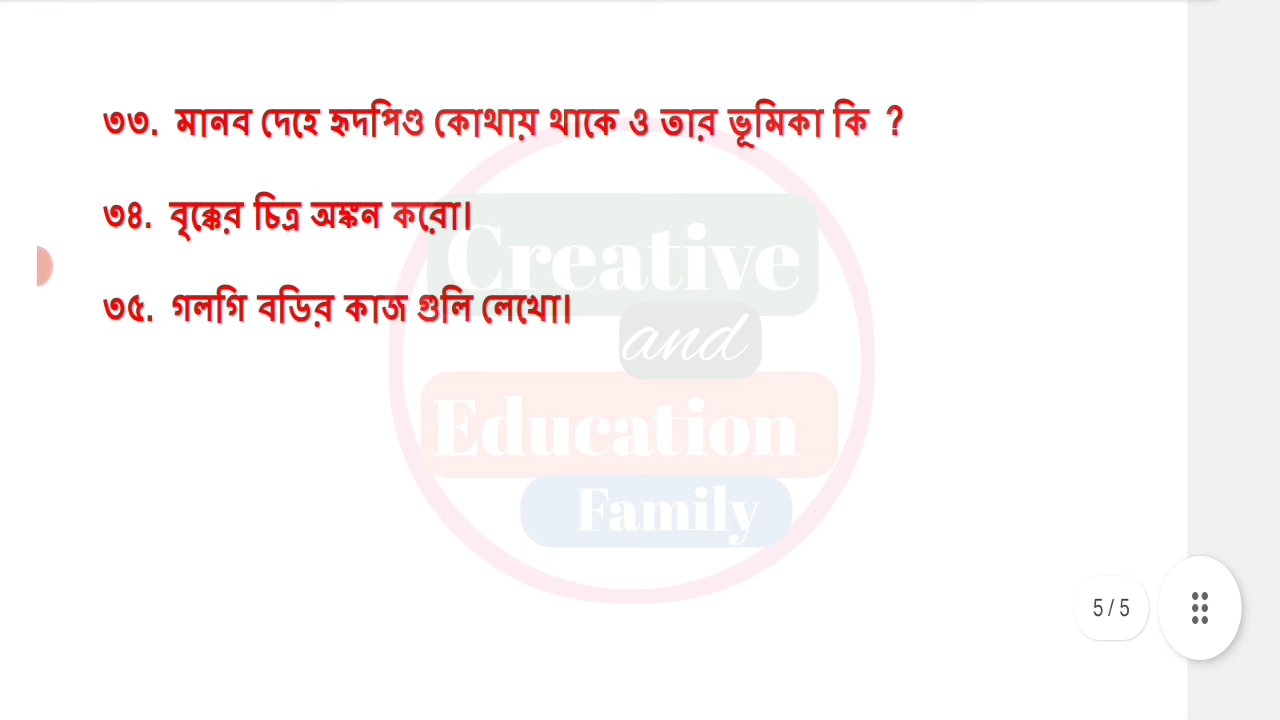 ৩৩. মানব দেহে হৃদপিণ্ড কোথায় থাকে ও তার ভূমিকা কি ?
৩৪. বৃক্কের চিত্র অঙ্কন করো।
৩৫. গলগি বডির কাজ গুলি লেখো।
Creative
and
Education
Family
5 / 5